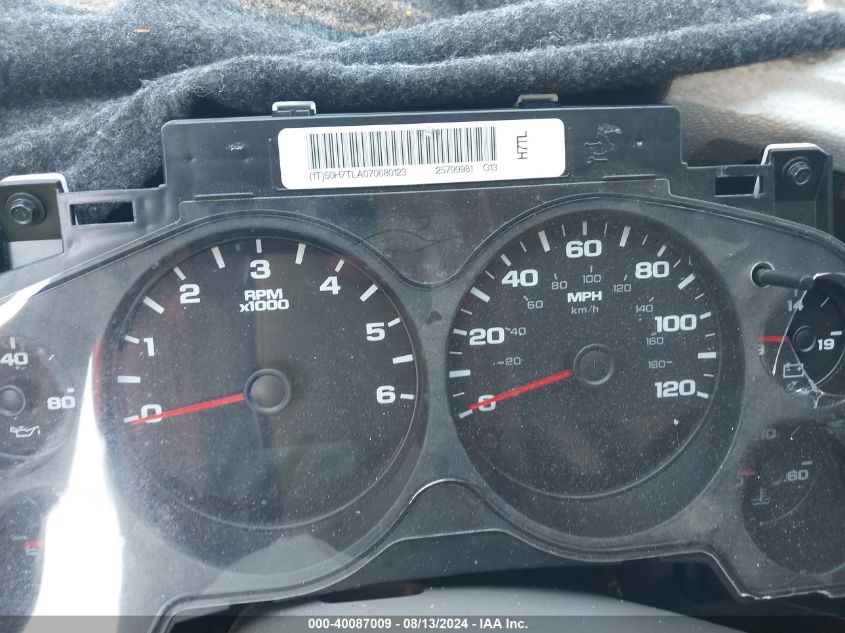 (1T)50H7TLA070680123 25799981 G13
H7TL
0 1 2 3 4 5 6
RPM
x1000
0 20 40 60 80 100 120
20 40 60 80 100 120 140 160 180
MPH
km/h
40
80
14
19
60
000-40087009 - 08/13/2024 - IAA Inc.